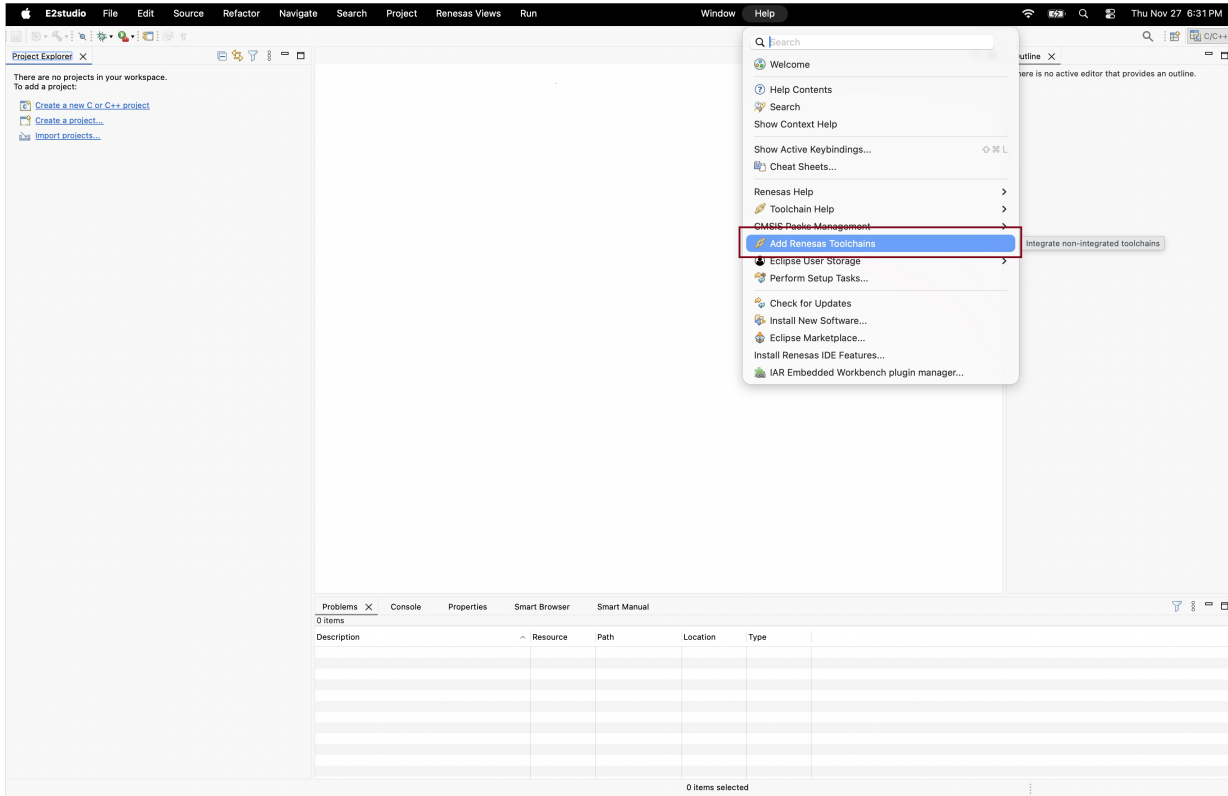 E2studio File Edit Source Refactor Navigate Search Project Renesas Views Run Window Help Thu Nov 27 6:31 PM
C/C++
Project Explorer
There are no projects in your workspace.
To add a project:
Create a new C or C++ project
Create a project...
Import projects...
Search
Welcome
Help Contents
Search
Show Context Help
Show Active Keybindings... ⇧⌘L
Cheat Sheets...
Renesas Help
Toolchain Help
CMSIS Packs Management
Add Renesas Toolchains
Integrate non-integrated toolchains
Eclipse User Storage
Perform Setup Tasks...
Check for Updates
Install New Software...
Eclipse Marketplace...
Install Renesas IDE Features...
IAR Embedded Workbench plugin manager...
utline
here is no active editor that provides an outline.
Problems Console Properties Smart Browser Smart Manual
0 items
Description Resource Path Location Type
0 items selected